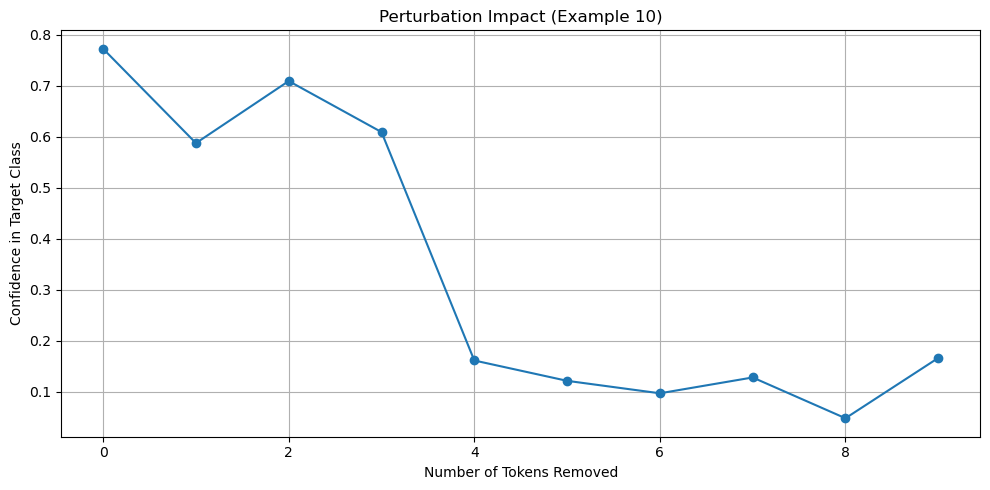 Perturbation Impact (Example 10)
0.8
0.7
0.6
0.5
0.4
0.3
0.2
0.1
Confidence in Target Class
0 2 4 6 8
Number of Tokens Removed